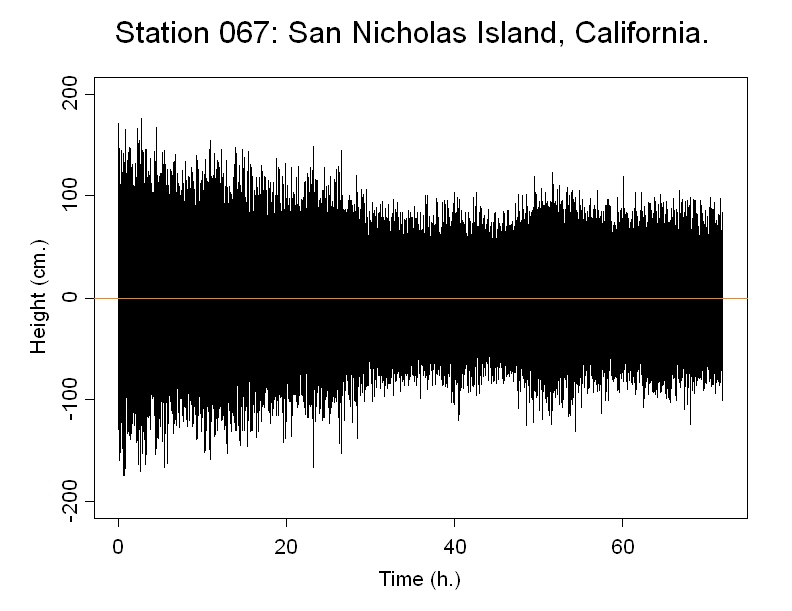 Station 067: San Nicholas Island, California.
200
100
0
-100
-200
Height (cm.)
0 20 40 60
Time (h.)